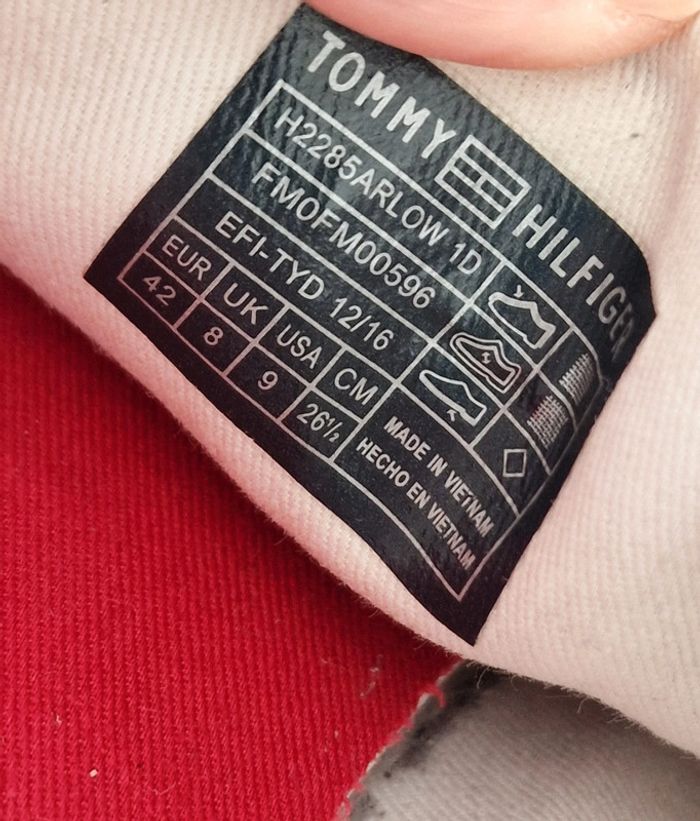 TOMMY HILFIGER
H2285ARLOW 1D
FM0FM00596
EFI-TYD 12/16
EUR UK USA CM
42 8 9 26½
MADE IN VIETNAM
HECHO EN VIETNAM